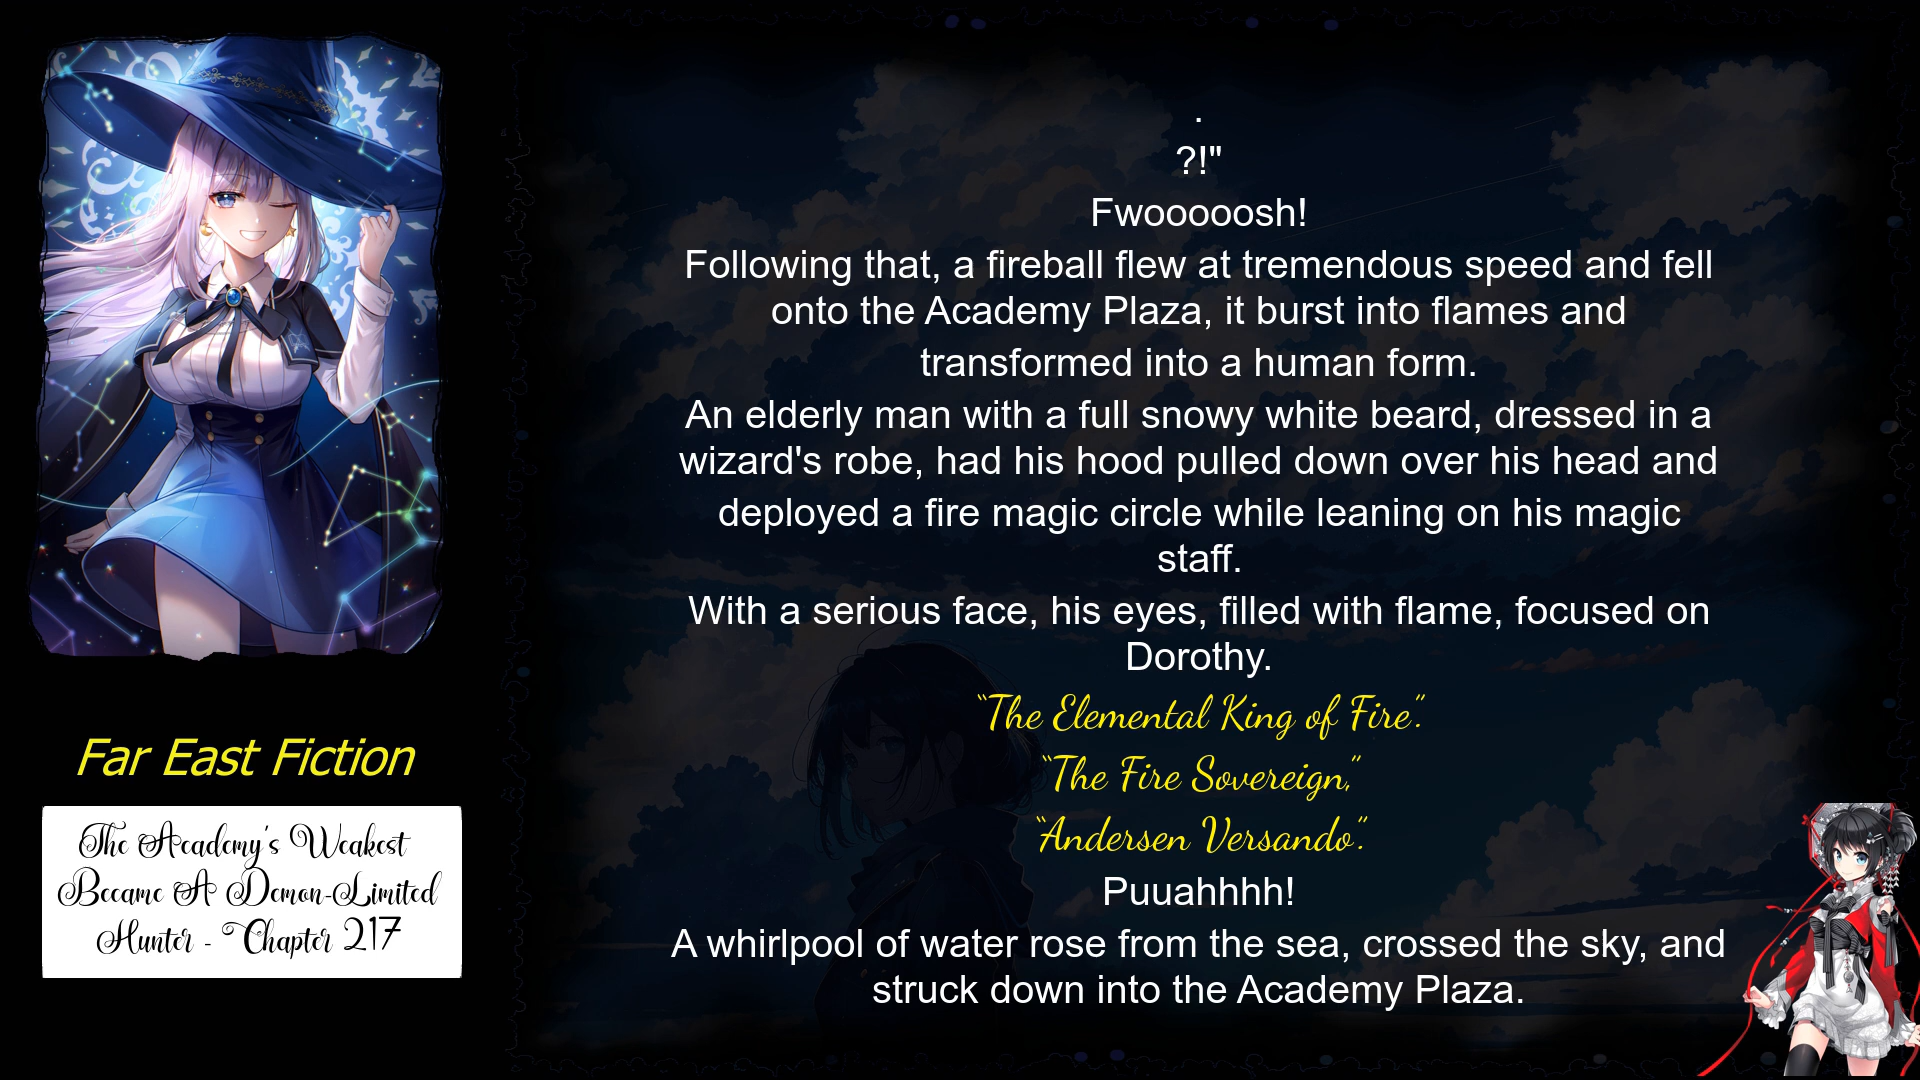 .
?!"
Fwooooosh!
Following that, a fireball flew at tremendous speed and fell
onto the Academy Plaza, it burst into flames and
transformed into a human form.
An elderly man with a full snowy white beard, dressed in a
wizard's robe, had his hood pulled down over his head and
deployed a fire magic circle while leaning on his magic
staff.
With a serious face, his eyes, filled with flame, focused on
Dorothy.
“The Elemental King of Fire”.
“The Fire Sovereign,”
“Andersen Versando”.
Puuahhhh!
A whirlpool of water rose from the sea, crossed the sky, and
struck down into the Academy Plaza.
Far East Fiction
The Academy's Weakest
Became A Demon-Limited
Hunter - Chapter 217